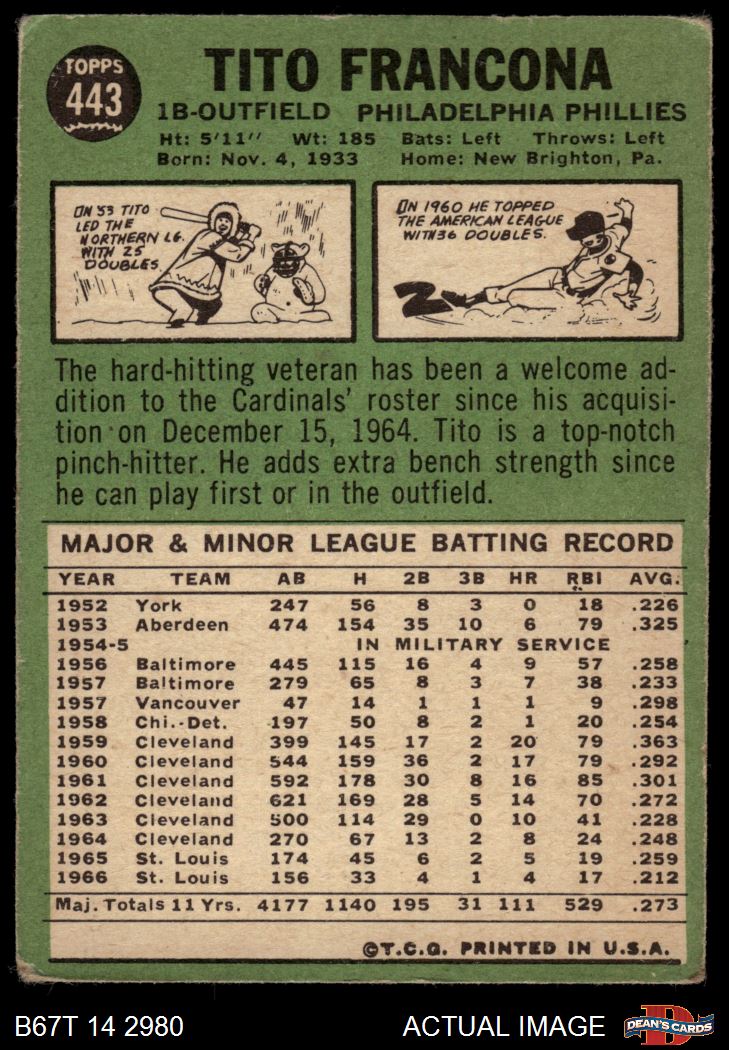 TOPPS
443
TITO FRANCONA
1B-OUTFIELD PHILADELPHIA PHILLIES
Ht: 5'11" Wt: 185 Bats: Left Throws: Left
Born: Nov. 4, 1933 Home: New Brighton, Pa.
IN '53 TITO
LED THE
NORTHERN LG.
WITH 25
DOUBLES
IN 1960 HE TOPPED
THE AMERICAN LEAGUE
WITH 36 DOUBLES.
2
The hard-hitting veteran has been a welcome ad-
dition to the Cardinals' roster since his acquisi-
tion on December 15, 1964. Tito is a top-notch
pinch-hitter. He adds extra bench strength since
he can play first or in the outfield.
MAJOR & MINOR LEAGUE BATTING RECORD
YEAR TEAM AB H 2B 3B HR RBI AVG.
1952 York 247 56 8 3 0 18 .226
1953 Aberdeen 474 154 35 10 6 79 .325
1954-5 IN MILITARY SERVICE
1956 Baltimore 445 115 16 4 9 57 .258
1957 Baltimore 279 65 8 3 7 38 .233
1957 Vancouver 47 14 1 1 1 9 .298
1958 Chi.-Det. 197 50 8 2 1 20 .254
1959 Cleveland 399 145 17 2 20 79 .363
1960 Cleveland 544 159 36 2 17 79 .292
1961 Cleveland 592 178 30 8 16 85 .301
1962 Cleveland 621 169 28 5 14 70 .272
1963 Cleveland 500 114 29 0 10 41 .228
1964 Cleveland 270 67 13 2 8 24 .248
1965 St. Louis 174 45 6 2 5 19 .259
1966 St. Louis 156 33 4 1 4 17 .212
Maj. Totals 11 Yrs. 4177 1140 195 31 111 529 .273
©T.C.G. PRINTED IN U.S.A.
B67T 14 2980 ACTUAL IMAGE
D
DEAN'S CARDS